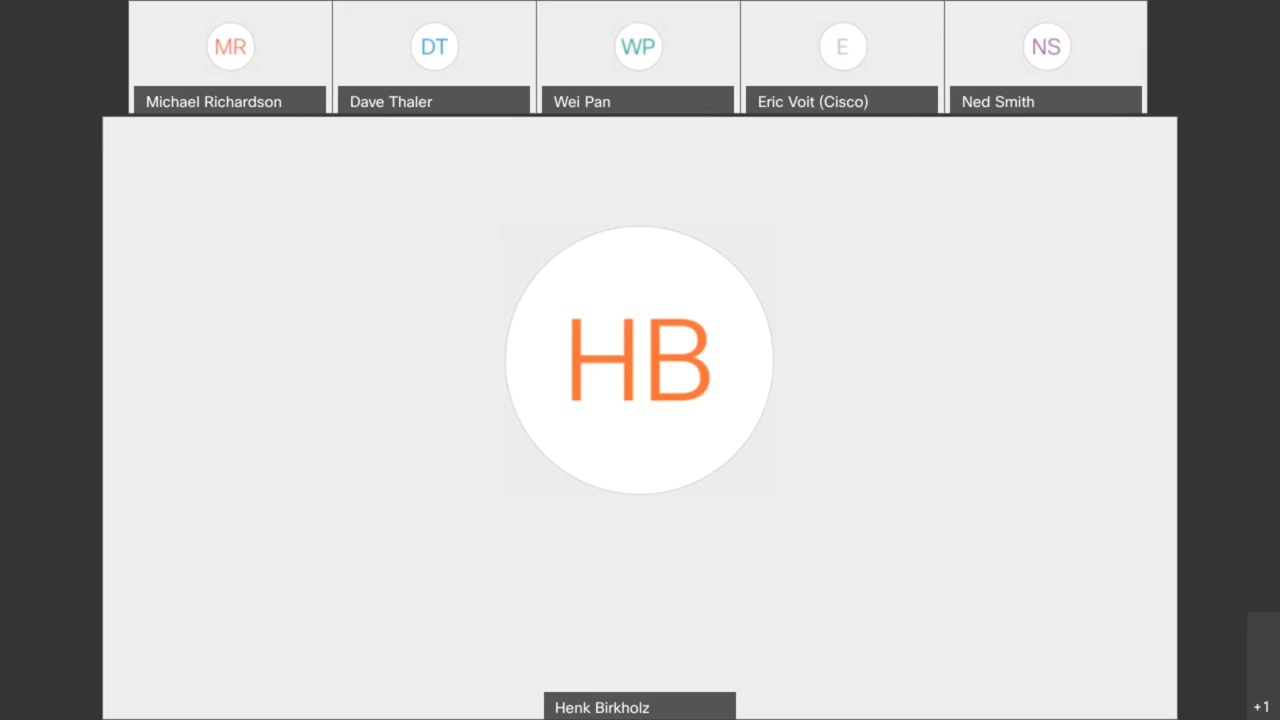 MR DT WP E NS
Michael Richardson Dave Thaler Wei Pan Eric Voit (Cisco) Ned Smith
HB
Henk Birkholz
+1